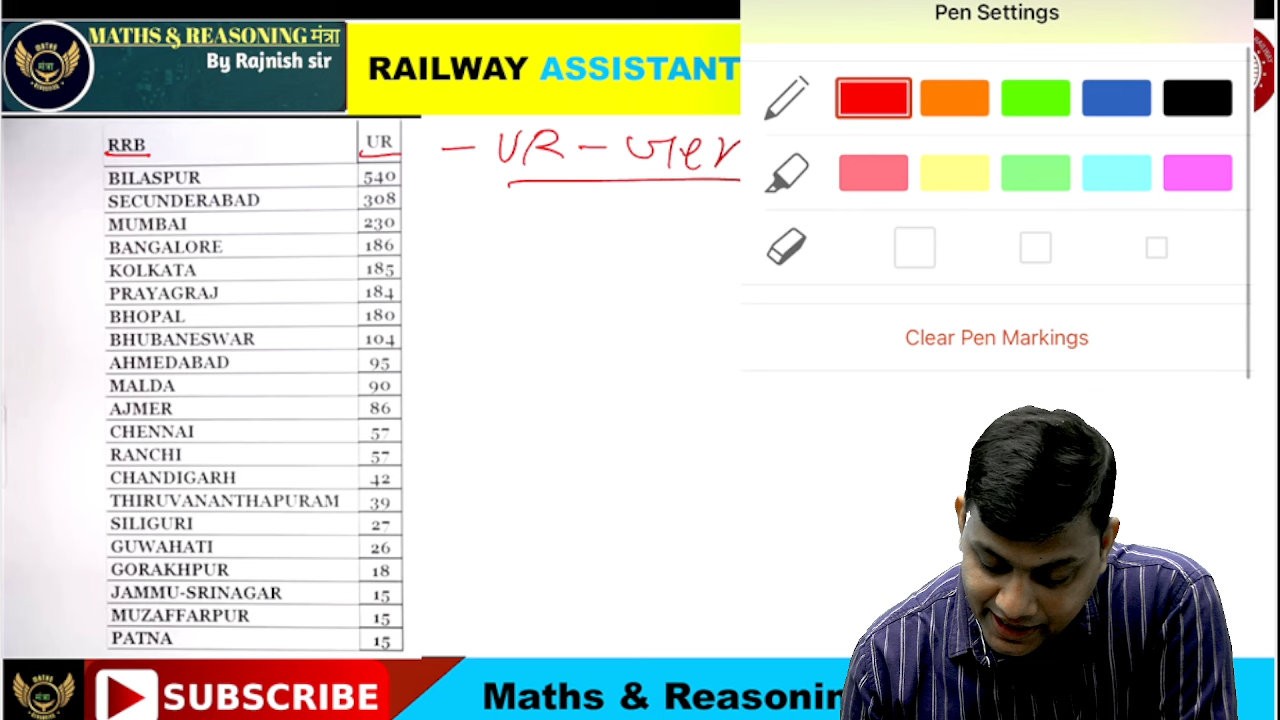 MATHS & REASONING मंत्रा
By Rajnish sir
RAILWAY ASSISTANT
Pen Settings
RRB UR
BILASPUR 540
SECUNDERABAD 308
MUMBAI 230
BANGALORE 186
KOLKATA 185
PRAYAGRAJ 184
BHOPAL 180
BHUBANESWAR 104
AHMEDABAD 95
MALDA 90
AJMER 86
CHENNAI 57
RANCHI 57
CHANDIGARH 42
THIRUVANANTHAPURAM 39
SILIGURI 27
GUWAHATI 26
GORAKHPUR 18
JAMMU-SRINAGAR 15
MUZAFFARPUR 15
PATNA 15
- UR -
Clear Pen Markings
SUBSCRIBE
Maths & Reasonin